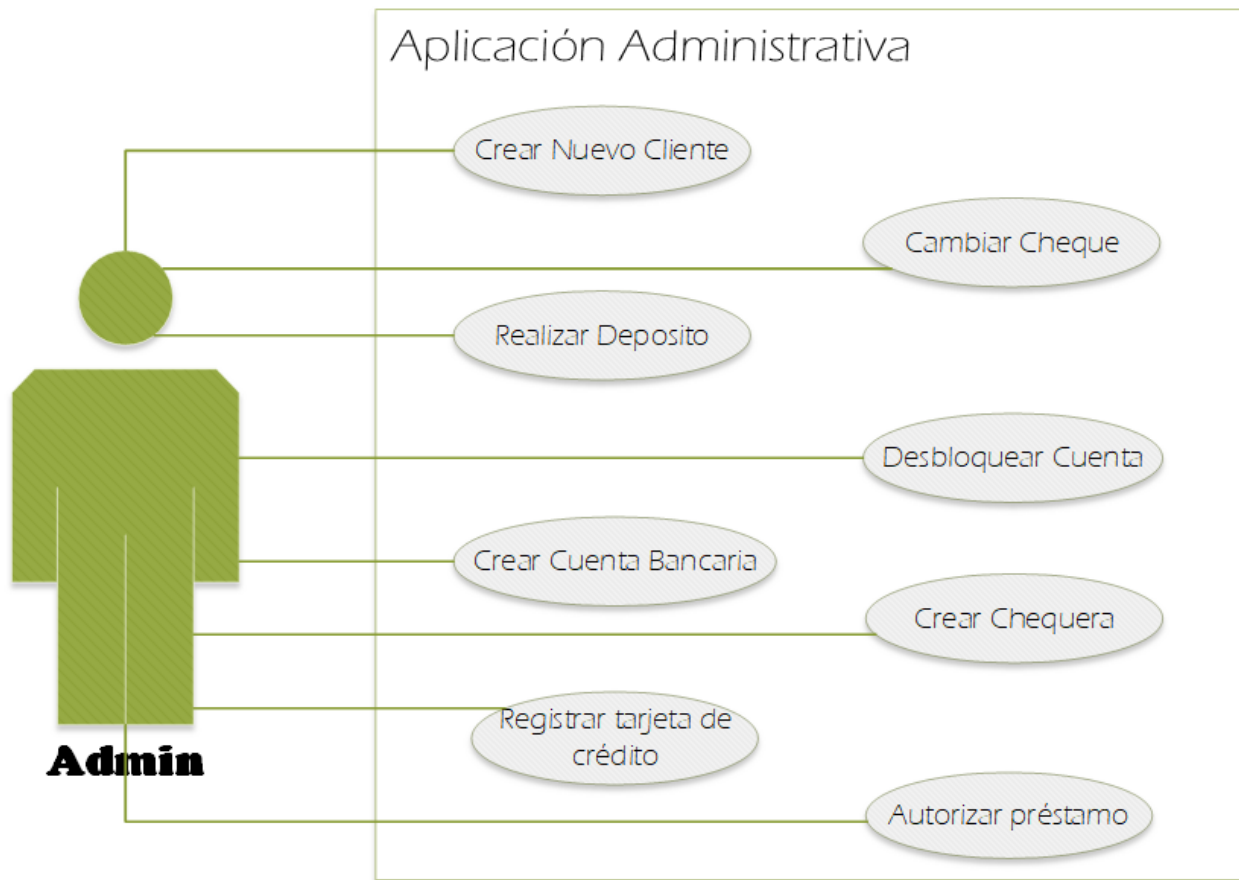 Aplicación Administrativa
Crear Nuevo Cliente
Cambiar Cheque
Realizar Deposito
Desbloquear Cuenta
Crear Cuenta Bancaria
Crear Chequera
Registrar tarjeta de
crédito
Admin
Autorizar préstamo